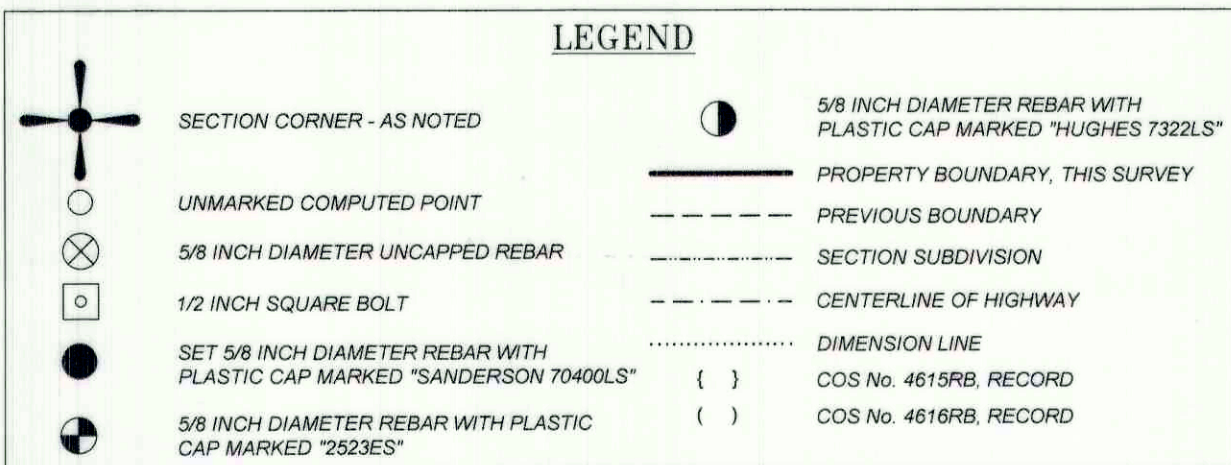 LEGEND
SECTION CORNER - AS NOTED
UNMARKED COMPUTED POINT
5/8 INCH DIAMETER UNCAPPED REBAR
1/2 INCH SQUARE BOLT
SET 5/8 INCH DIAMETER REBAR WITH
PLASTIC CAP MARKED "SANDERSON 70400LS"
5/8 INCH DIAMETER REBAR WITH PLASTIC
CAP MARKED "2523ES"
5/8 INCH DIAMETER REBAR WITH
PLASTIC CAP MARKED "HUGHES 7322LS"
PROPERTY BOUNDARY, THIS SURVEY
PREVIOUS BOUNDARY
SECTION SUBDIVISION
CENTERLINE OF HIGHWAY
DIMENSION LINE
{ } COS No. 4615RB, RECORD
( ) COS No. 4616RB, RECORD